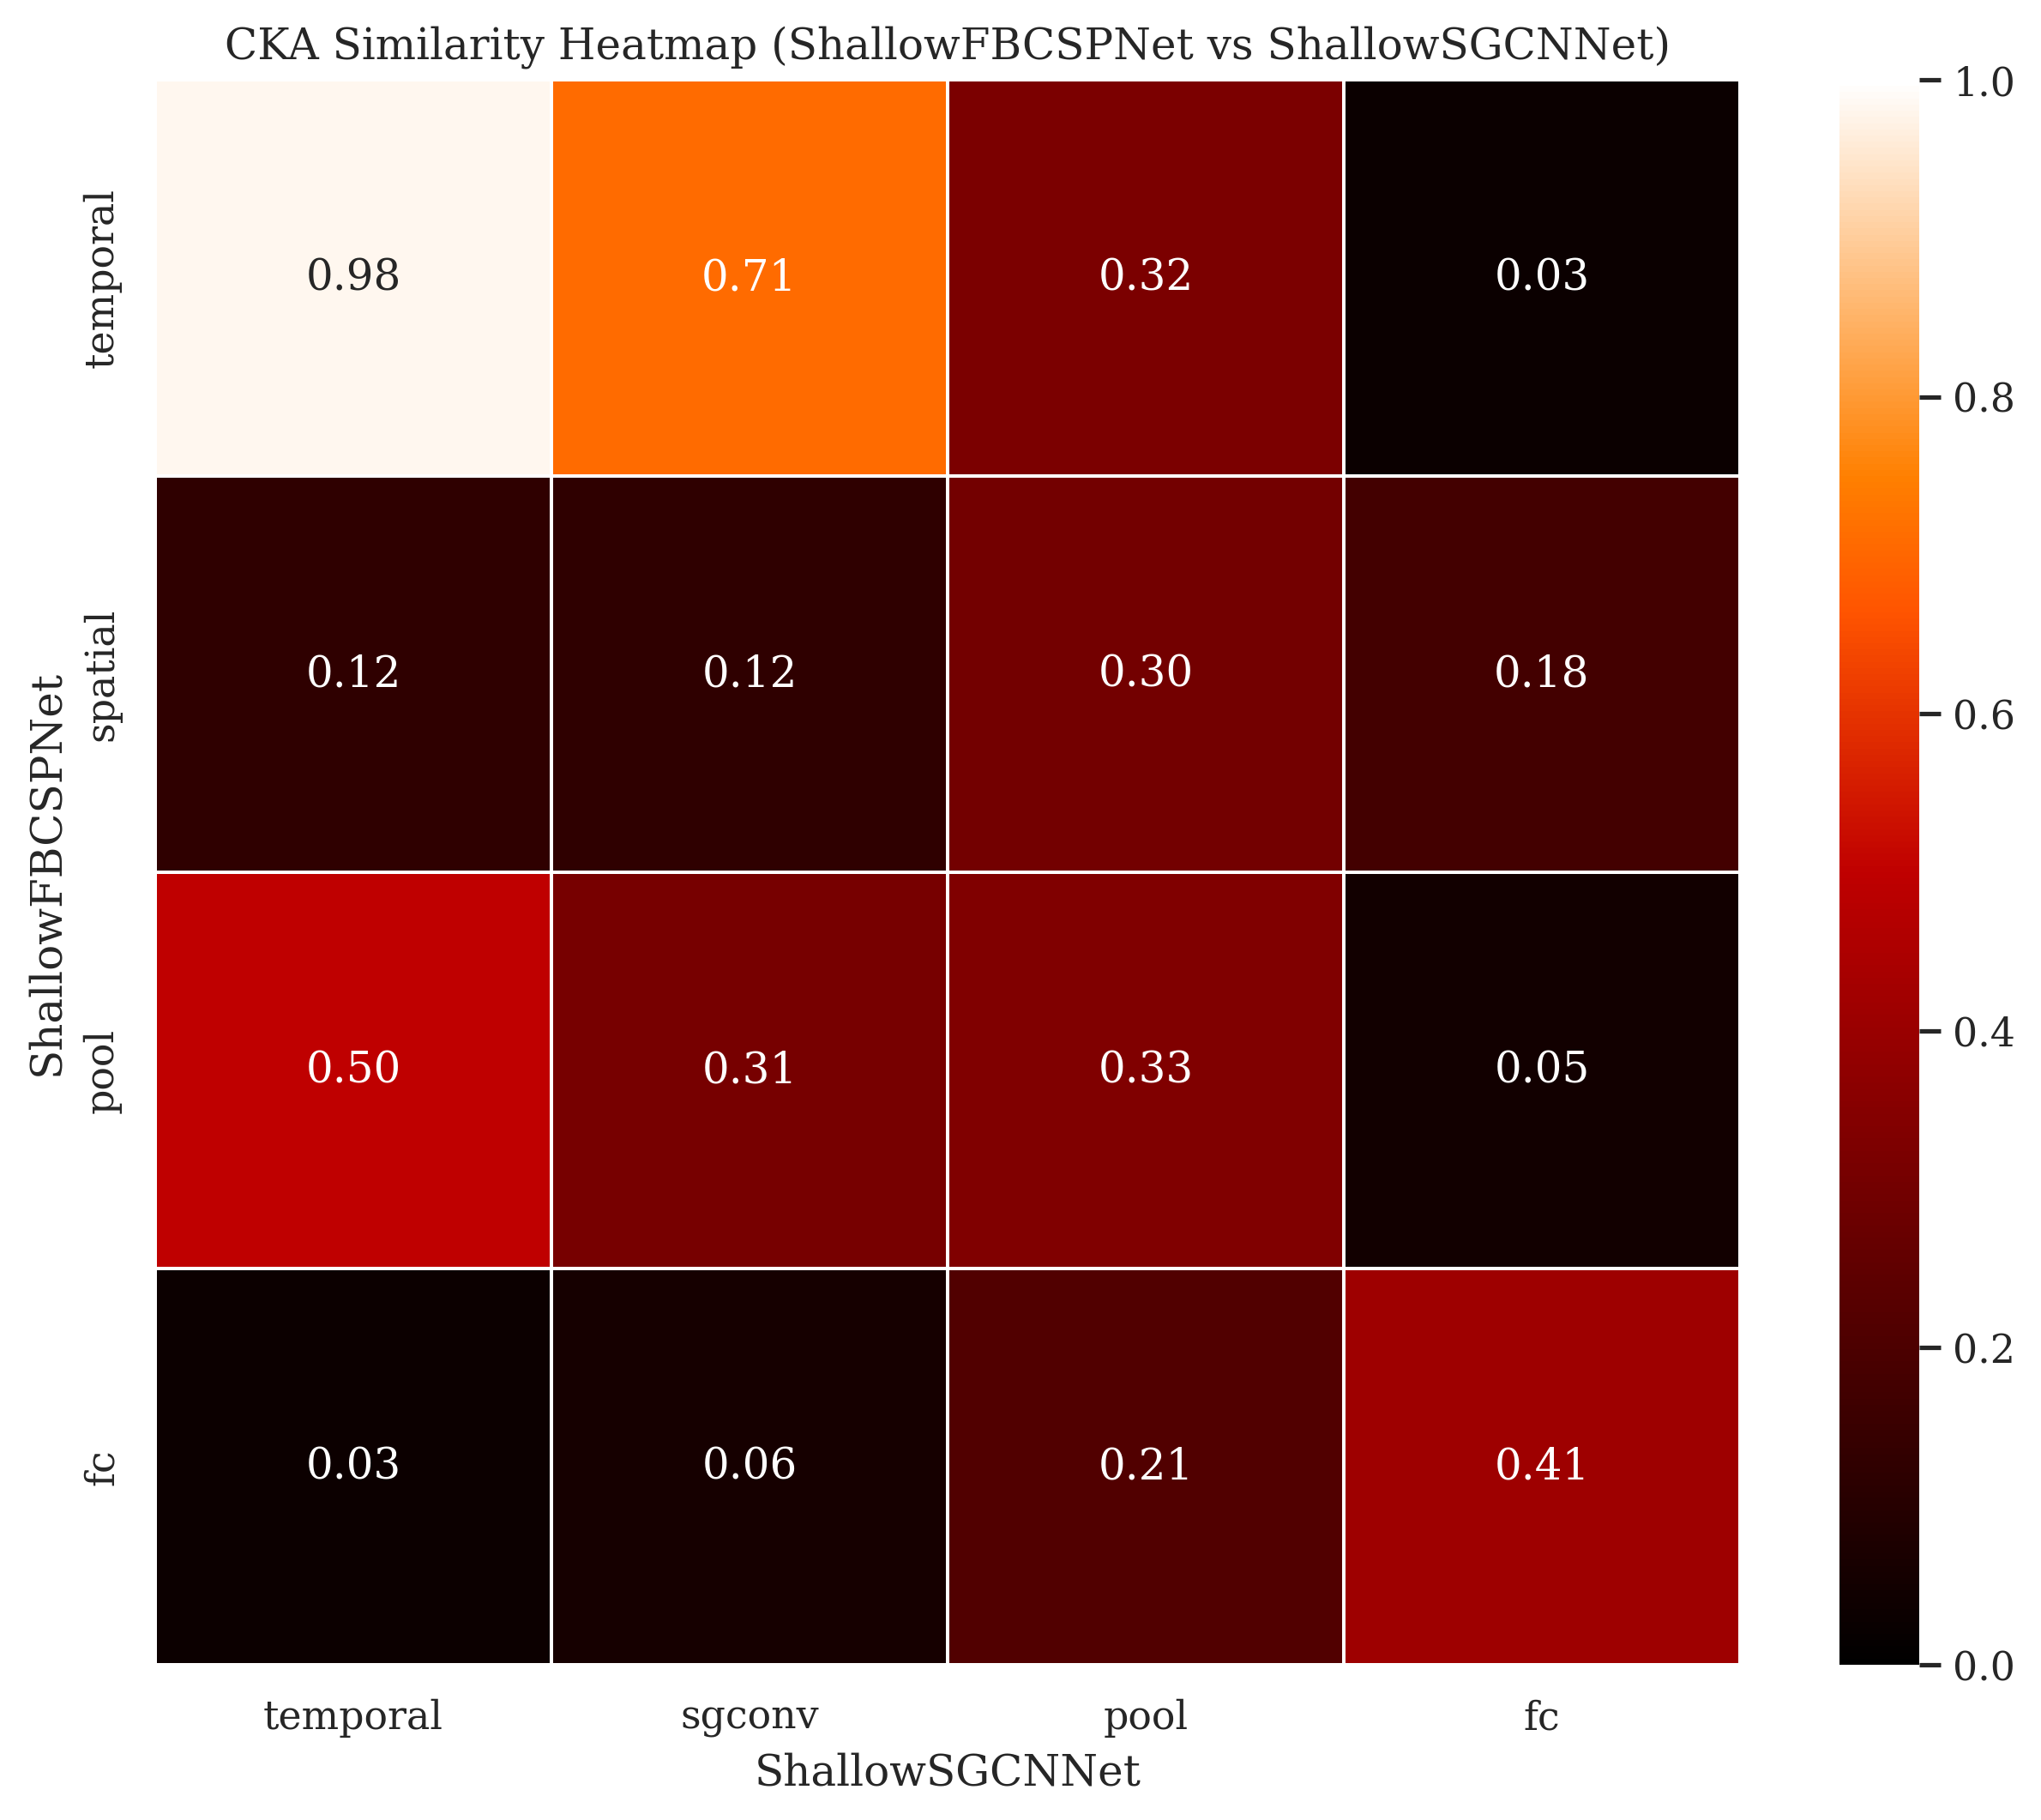 CKA Similarity Heatmap (ShallowFBCSPNet vs ShallowSGCNNet)
ShallowFBCSPNet
temporal
0.98 0.71 0.32 0.03
spatial
0.12 0.12 0.30 0.18
pool
0.50 0.31 0.33 0.05
fc
0.03 0.06 0.21 0.41
temporal sgconv pool fc
ShallowSGCNNet
1.0
0.8
0.6
0.4
0.2
0.0